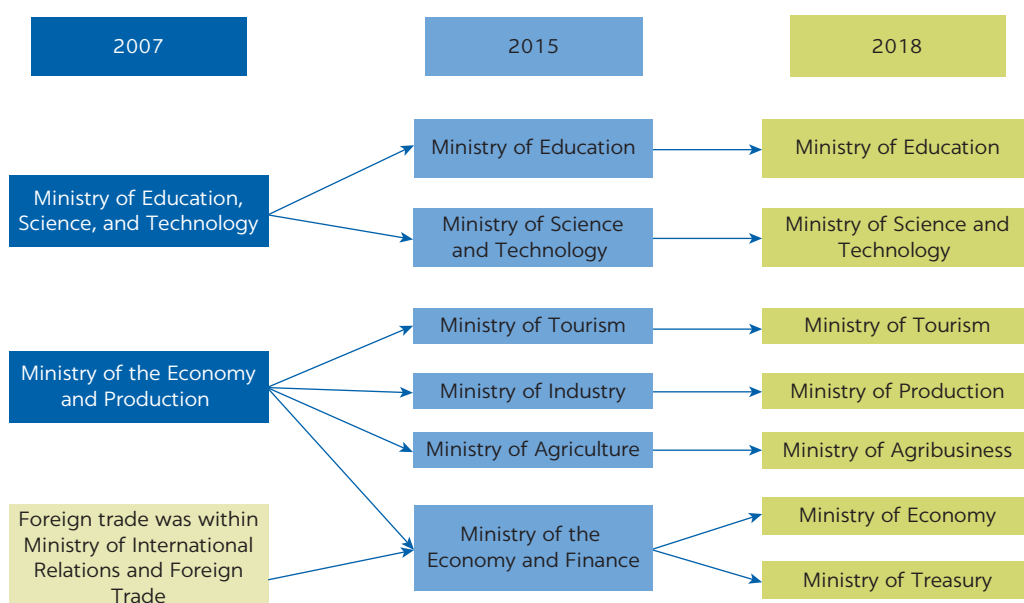 2007
2015
2018
Ministry of Education,
Science, and Technology
Ministry of Education
Ministry of Education
Ministry of Science
and Technology
Ministry of Science and
Technology
Ministry of the Economy
and Production
Ministry of Tourism
Ministry of Tourism
Ministry of Industry
Ministry of Production
Ministry of Agriculture
Ministry of Agribusiness
Foreign trade was within
Ministry of International
Relations and Foreign
Trade
Ministry of the
Economy and Finance
Ministry of Economy
Ministry of Treasury